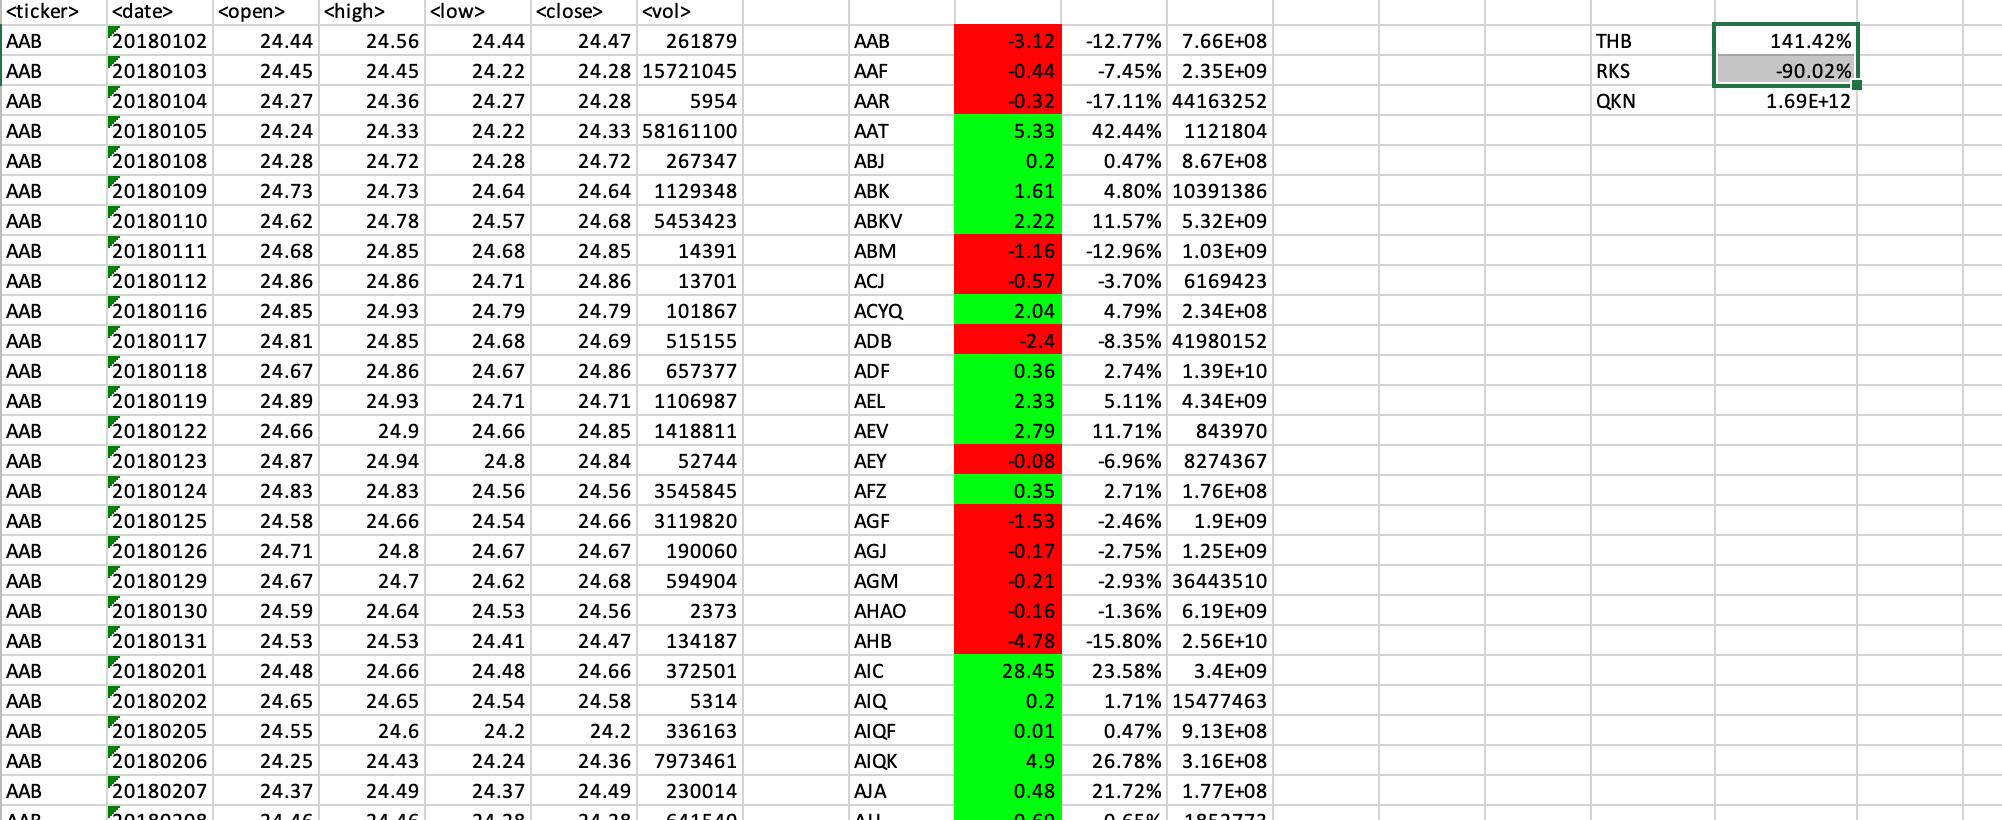 <ticker> <date> <open> <high> <low> <close> <vol>
AAB 20180102 24.44 24.56 24.44 24.47 261879 AAB -3.12 -12.77% 7.66E+08 THB 141.42%
AAB 20180103 24.45 24.45 24.22 24.28 15721045 AAF -0.44 -7.45% 2.35E+09 RKS -90.02%
AAB 20180104 24.27 24.36 24.27 24.28 5954 AAR -0.32 -17.11% 44163252 QKN 1.69E+12
AAB 20180105 24.24 24.33 24.22 24.33 58161100 AAT 5.33 42.44% 1121804
AAB 20180108 24.28 24.72 24.28 24.72 267347 ABJ 0.2 0.47% 8.67E+08
AAB 20180109 24.73 24.73 24.64 24.64 1129348 ABK 1.61 4.80% 10391386
AAB 20180110 24.62 24.78 24.57 24.68 5453423 ABKV 2.22 11.57% 5.32E+09
AAB 20180111 24.68 24.85 24.68 24.85 14391 ABM -1.16 -12.96% 1.03E+09
AAB 20180112 24.86 24.86 24.71 24.86 13701 ACJ -0.57 -3.70% 6169423
AAB 20180116 24.85 24.93 24.79 24.79 101867 ACYQ 2.04 4.79% 2.34E+08
AAB 20180117 24.81 24.85 24.68 24.69 515155 ADB -2.4 -8.35% 41980152
AAB 20180118 24.67 24.86 24.67 24.86 657377 ADF 0.36 2.74% 1.39E+10
AAB 20180119 24.89 24.93 24.71 24.71 1106987 AEL 2.33 5.11% 4.34E+09
AAB 20180122 24.66 24.9 24.66 24.85 1418811 AEV 2.79 11.71% 843970
AAB 20180123 24.87 24.94 24.8 24.84 52744 AEY -0.08 -6.96% 8274367
AAB 20180124 24.83 24.83 24.56 24.56 3545845 AFZ 0.35 2.71% 1.76E+08
AAB 20180125 24.58 24.66 24.54 24.66 3119820 AGF -1.53 -2.46% 1.9E+09
AAB 20180126 24.71 24.8 24.67 24.67 190060 AGJ -0.17 -2.75% 1.25E+09
AAB 20180129 24.67 24.7 24.62 24.68 594904 AGM -0.21 -2.93% 36443510
AAB 20180130 24.59 24.64 24.53 24.56 2373 AHAO -0.16 -1.36% 6.19E+09
AAB 20180131 24.53 24.53 24.41 24.47 134187 AHB -4.78 -15.80% 2.56E+10
AAB 20180201 24.48 24.66 24.48 24.66 372501 AIC 28.45 23.58% 3.4E+09
AAB 20180202 24.65 24.65 24.54 24.58 5314 AIQ 0.2 1.71% 15477463
AAB 20180205 24.55 24.6 24.2 24.2 336163 AIQF 0.01 0.47% 9.13E+08
AAB 20180206 24.25 24.43 24.24 24.36 7973461 AIQK 4.9 26.78% 3.16E+08
AAB 20180207 24.37 24.49 24.37 24.49 230014 AJA 0.48 21.72% 1.77E+08